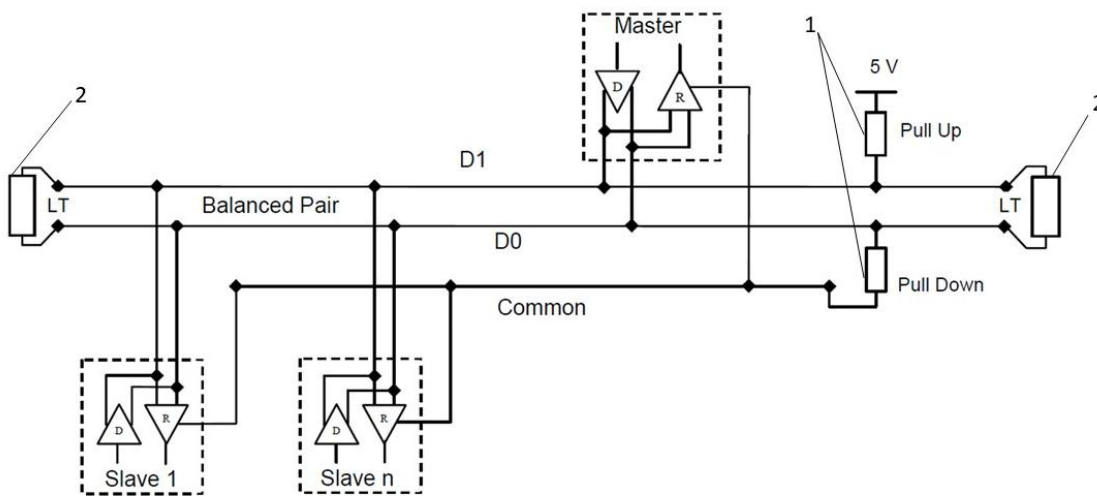 Master
1
5 V
D
R
Pull Up
2
2
D1
LT
Balanced Pair
LT
D0
Pull Down
Common
D
R
D
R
Slave 1
Slave n